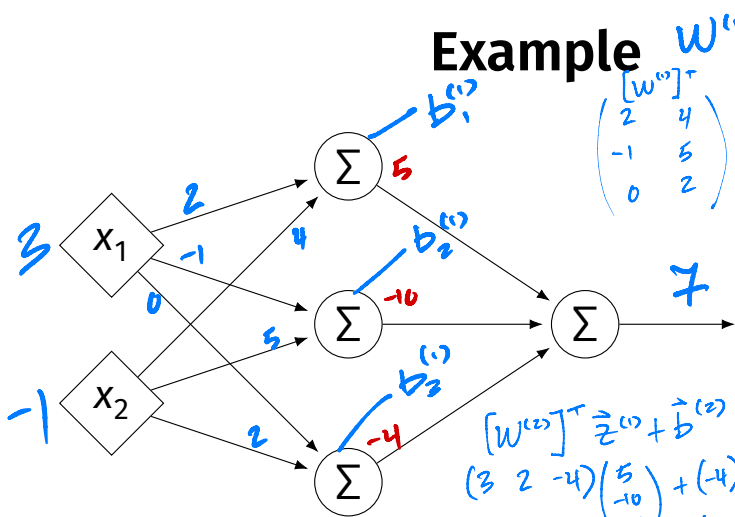 Example W⁽¹
[W⁽¹⁾]ᵀ
2 4
-1 5
0 2
b₁⁽¹⁾
Σ
5
2
3
x₁
4
-1
b₂⁽¹⁾
0
-10
7
Σ
Σ
5
b₃⁽¹⁾
-1
x₂
2
-4
[W⁽²⁾]ᵀ z⃗⁽¹⁾ + b⃗⁽²⁾
Σ
(3 2 -4) (5 + (-4)
-10